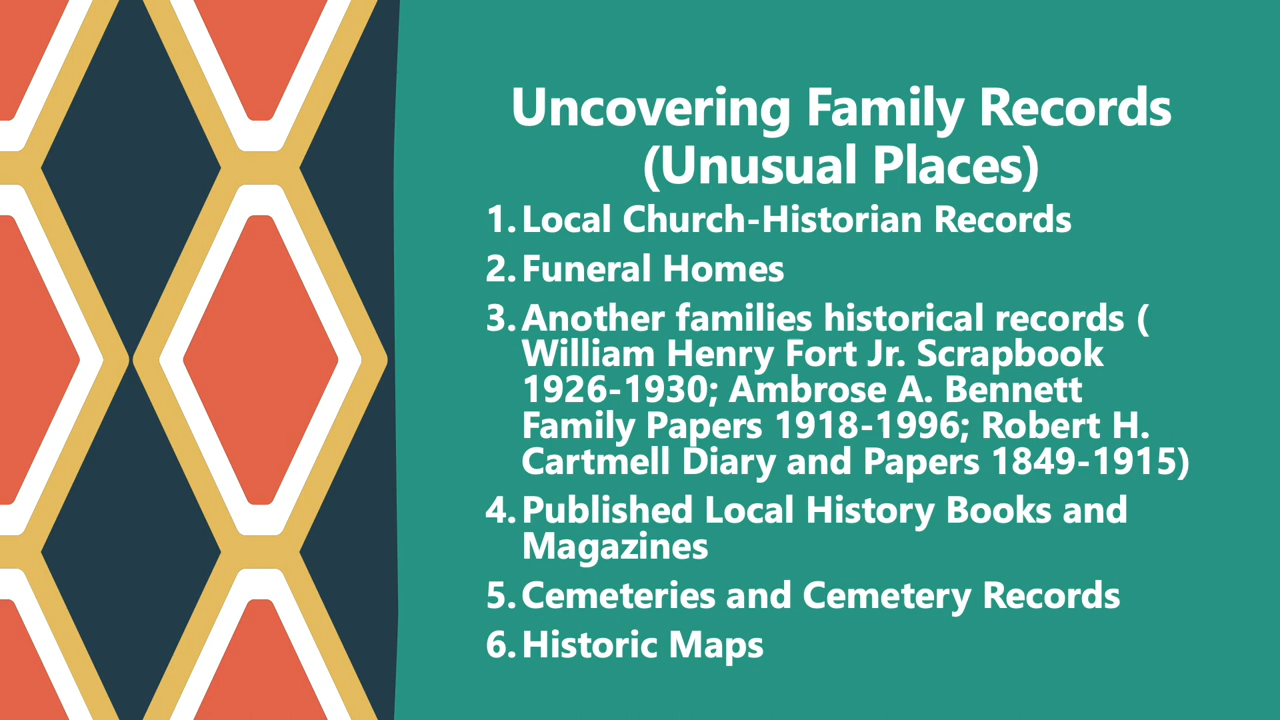 Uncovering Family Records
(Unusual Places)
1. Local Church-Historian Records
2. Funeral Homes
3. Another families historical records (
William Henry Fort Jr. Scrapbook
1926-1930; Ambrose A. Bennett
Family Papers 1918-1996; Robert H.
Cartmell Diary and Papers 1849-1915)
4. Published Local History Books and
Magazines
5. Cemeteries and Cemetery Records
6. Historic Maps